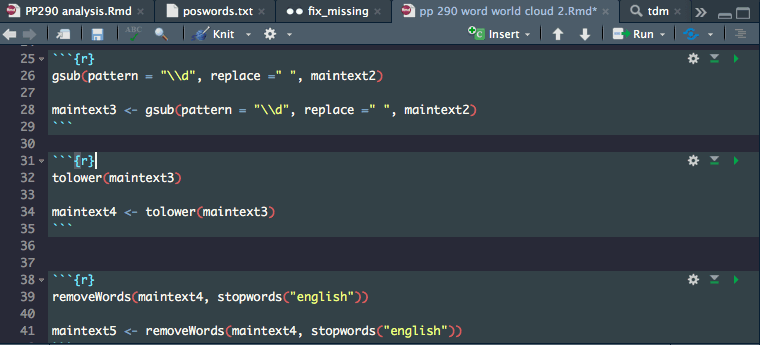 PP290 analysis.Rmd × poswords.txt × fix_missing × pp 290 word world cloud 2.Rmd* × tdm ×
ABC Knit Insert Run
25 ```{r}
26 gsub(pattern = "\\d", replace =" ", maintext2)
27
28 maintext3 <- gsub(pattern = "\\d", replace =" ", maintext2)
29 ```
30
31 ```{r}
32 tolower(maintext3)
33
34 maintext4 <- tolower(maintext3)
35 ```
36
37
38 ```{r}
39 removeWords(maintext4, stopwords("english"))
40
41 maintext5 <- removeWords(maintext4, stopwords("english"))